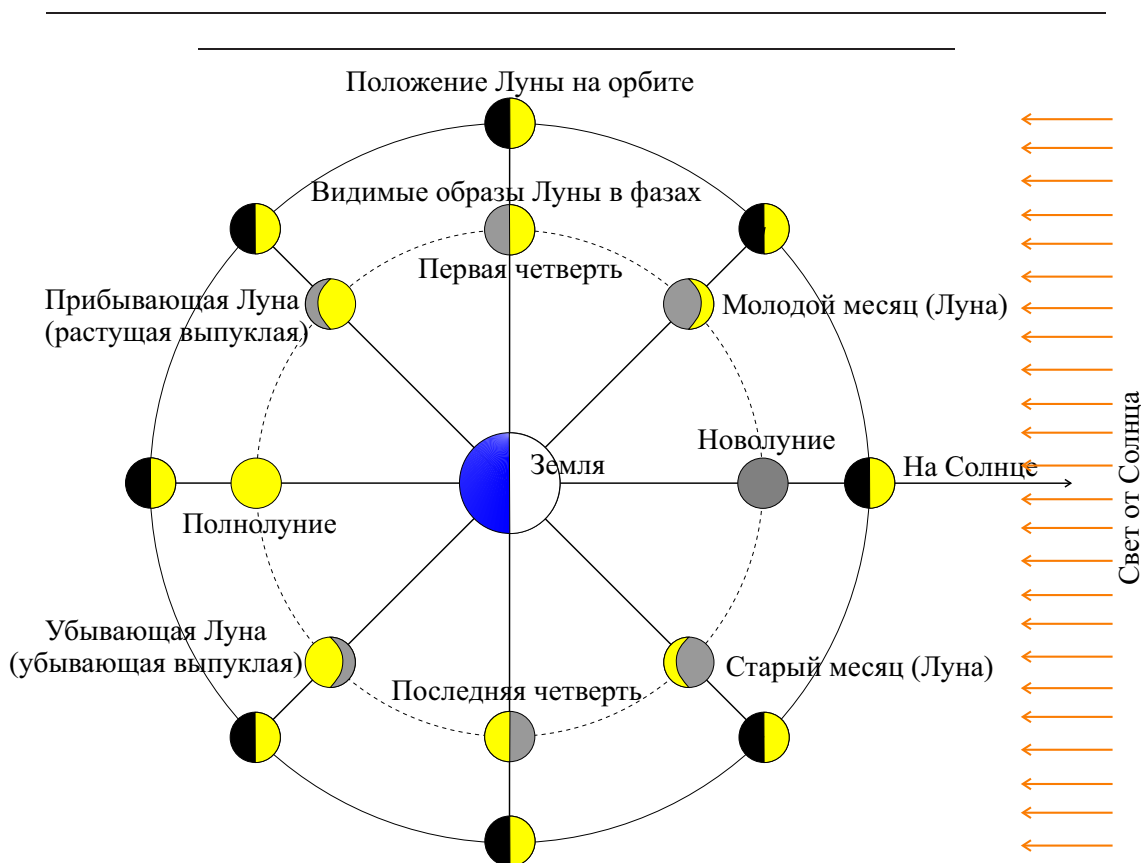 Положение Луны на орбите
Видимые образы Луны в фазах
Первая четверть
Прибывающая Луна
(растущая выпуклая)
Молодой месяц (Луна)
Новолуние
Земля
На Солнце
Свет от Солнца
Полнолуние
Убывающая Луна
(убывающая выпуклая)
Старый месяц (Луна)
Последняя четверть